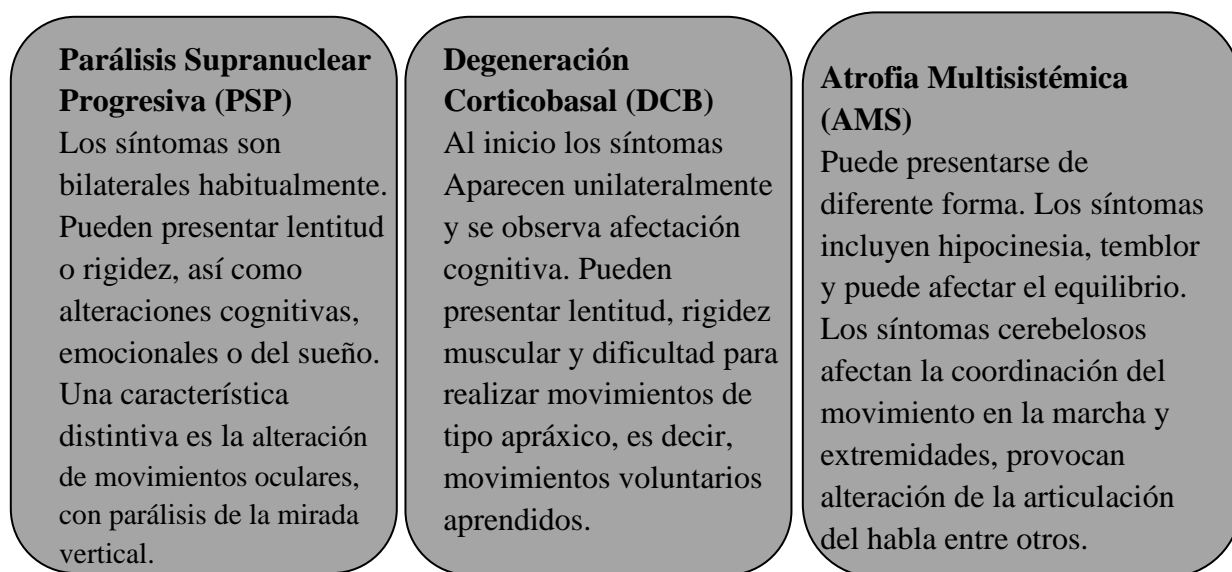 Parálisis Supranuclear
Progresiva (PSP)
Los síntomas son
bilaterales habitualmente.
Pueden presentar lentitud
o rigidez, así como
alteraciones cognitivas,
emocionales o del sueño.
Una característica
distintiva es la alteración
de movimientos oculares,
con parálisis de la mirada
vertical.
Degeneración
Corticobasal (DCB)
Al inicio los síntomas
Aparecen unilateralmente
y se observa afectación
cognitiva. Pueden
presentar lentitud, rigidez
muscular y dificultad para
realizar movimientos de
tipo apráxico, es decir,
movimientos voluntarios
aprendidos.
Atrofia Multisistémica
(AMS)
Puede presentarse de
diferente forma. Los síntomas
incluyen hipocinesia, temblor
y puede afectar el equilibrio.
Los síntomas cerebelosos
afectan la coordinación del
movimiento en la marcha y
extremidades, provocan
alteración de la articulación
del habla entre otros.